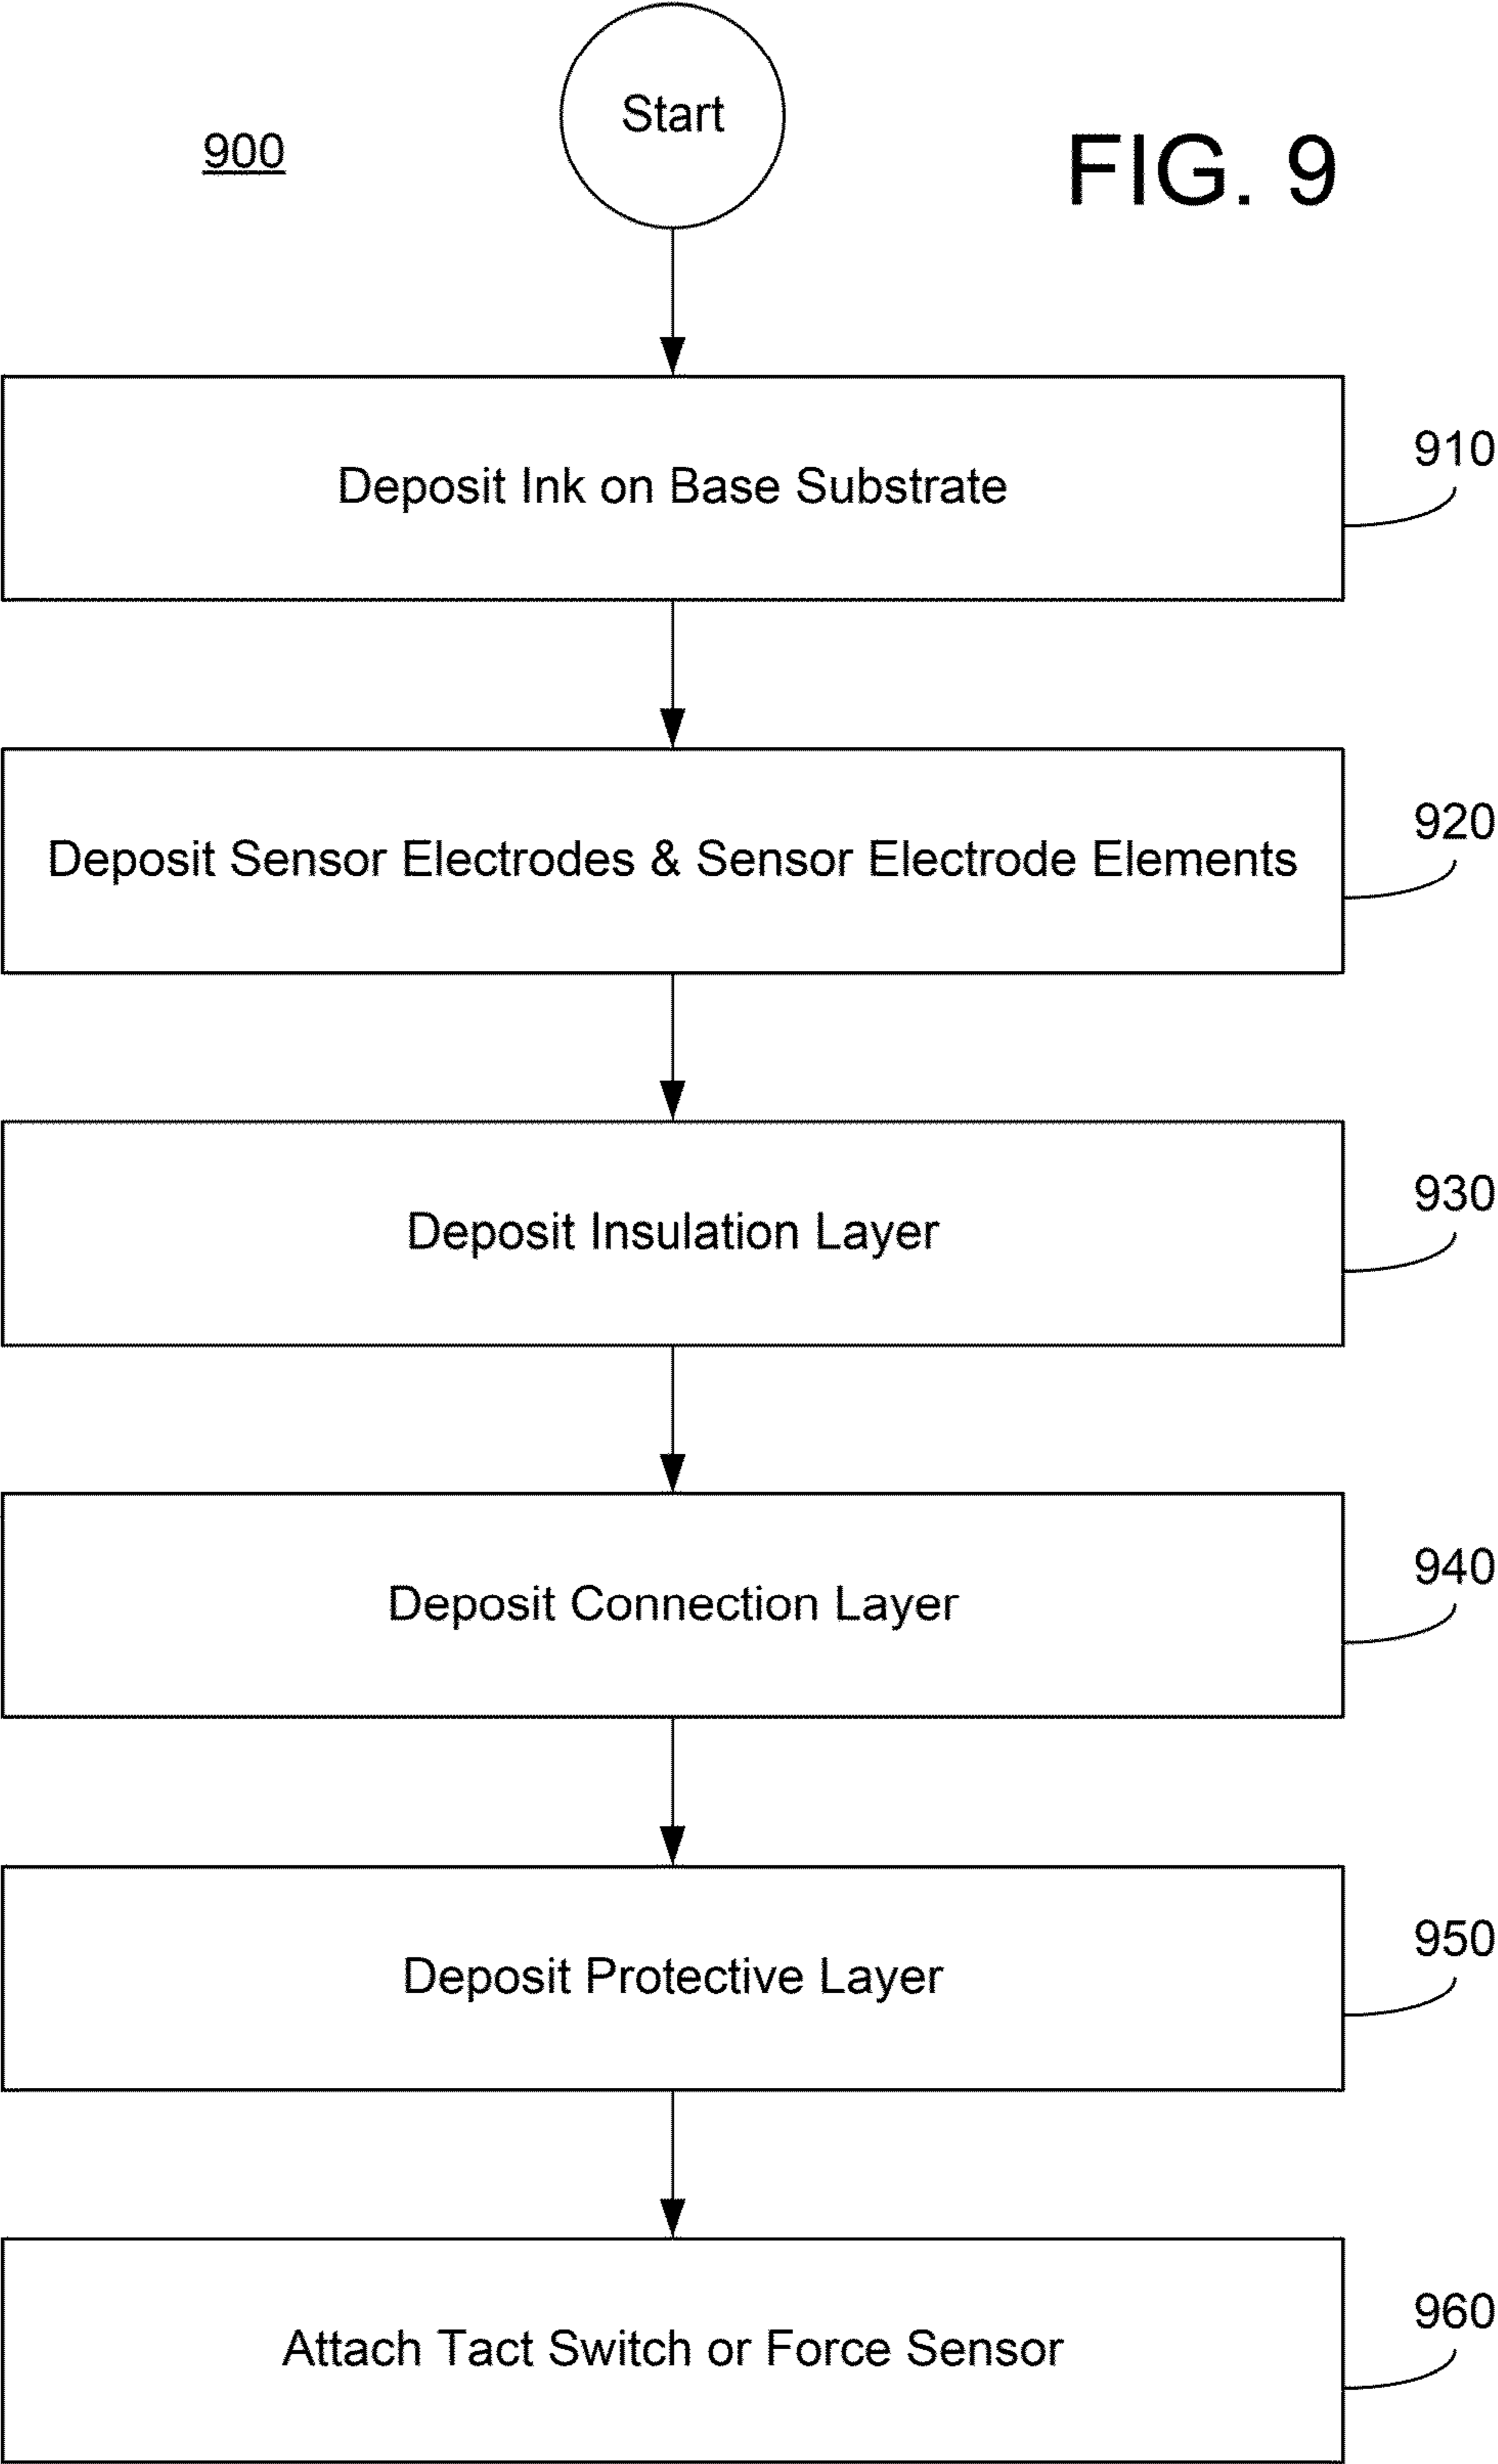 Start
900
FIG. 9
Deposit Ink on Base Substrate
910
Deposit Sensor Electrodes & Sensor Electrode Elements
920
Deposit Insulation Layer
930
Deposit Connection Layer
940
Deposit Protective Layer
950
Attach Tact Switch or Force Sensor
960